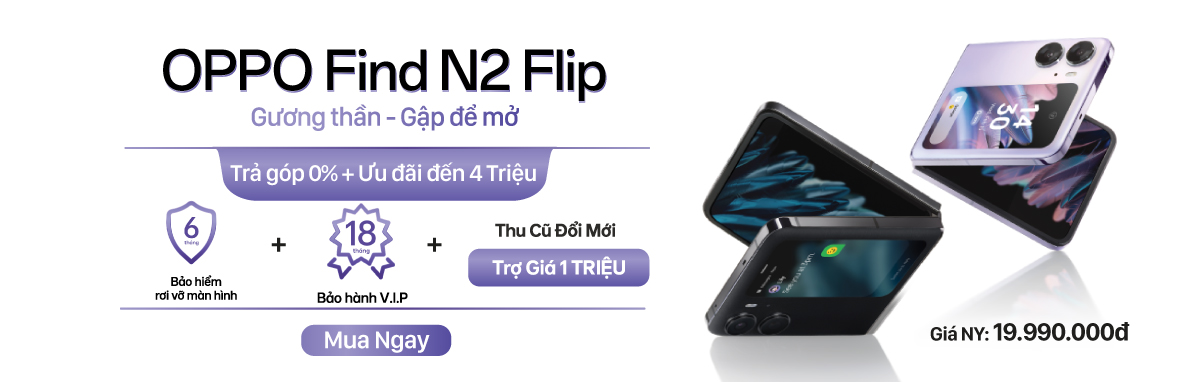 OPPO Find N2 Flip
Gương thần - Gập để mở
Trả góp 0% + Ưu đãi đến 4 Triệu
6
tháng
Bảo hiểm
rơi vỡ màn hình
+
18
tháng
Bảo hành V.I.P
+
Thu Cũ Đổi Mới
Trợ Giá 1 TRIỆU
Mua Ngay
14
30
Giá NY: 19.990.000đ